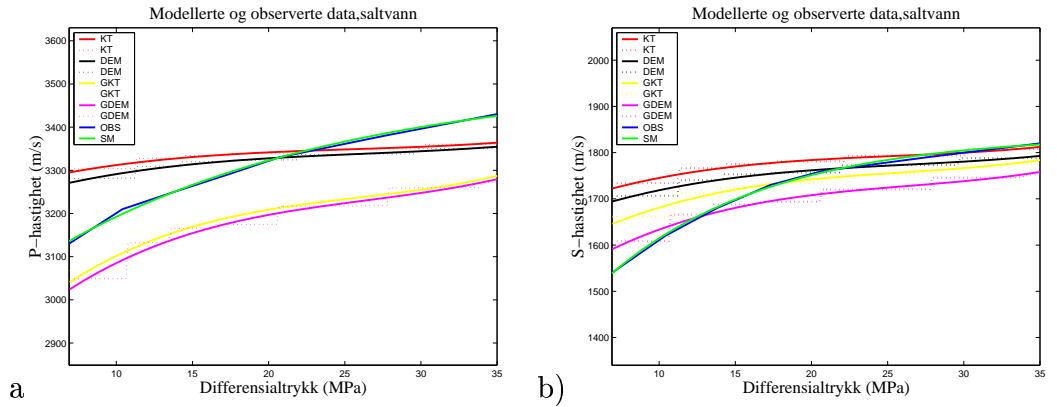 Modellerte og observerte data,saltvann
3600
3500
3400
3300
3200
3100
3000
2900
P−hastighet (m/s)
KT
KT
DEM
DEM
GKT
GKT
GDEM
GDEM
OBS
SM
10
15
20
25
30
35
Differensialtrykk (MPa)
a
Modellerte og observerte data,saltvann
2000
1900
1800
1700
1600
1500
1400
S−hastighet (m/s)
KT
KT
DEM
DEM
GKT
GKT
GDEM
GDEM
OBS
SM
10
15
20
25
30
35
Differensialtrykk (MPa)
b)